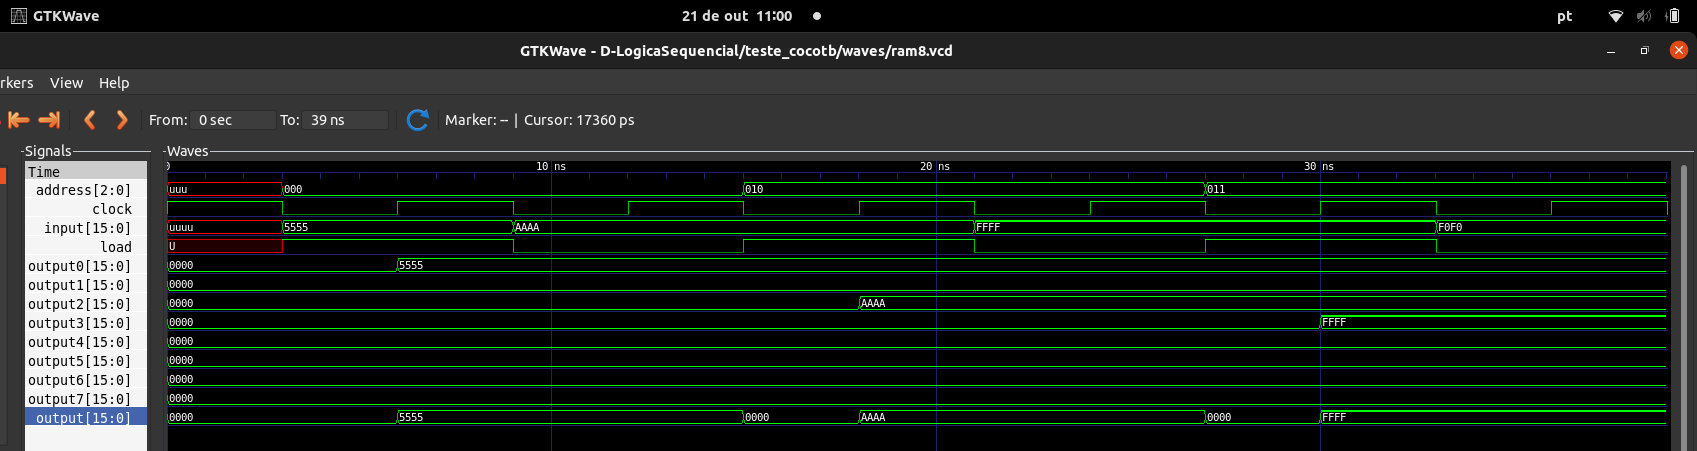 GTKWave 21 de out 11:00 pt
GTKWave - D-LogicaSequencial/teste_cocotb/waves/ram8.vcd
rkers View Help
From: 0 sec To: 39 ns Marker: -- | Cursor: 17360 ps
Signals Waves
Time 0 10 ns 20 ns 30 ns
address[2:0] uuu 000 010 011
clock
input[15:0] uuuu 5555 AAAA FFFF F0F0
load U
output0[15:0] 0000 5555
output1[15:0] 0000
output2[15:0] 0000 AAAA
output3[15:0] 0000 FFFF
output4[15:0] 0000
output5[15:0] 0000
output6[15:0] 0000
output7[15:0] 0000
output[15:0] 0000 5555 0000 AAAA 0000 FFFF